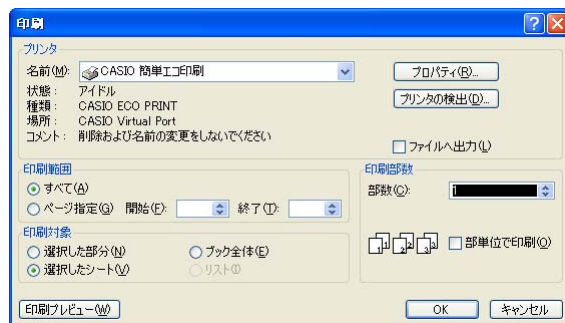 印刷
プリンタ
名前(M): CASIO 簡単エコ印刷
プロパティ(R)...
状態: アイドル
種類: CASIO ECO PRINT
プリンタの検出(D)...
場所: CASIO Virtual Port
コメント: 削除および名前の変更をしないでください
ファイルへ出力(L)
印刷範囲
すべて(A)
ページ指定(G) 開始(F): 終了(T):
印刷部数
部数(C): 1
1 1 2 2 3 3 部単位で印刷(O)
印刷対象
選択した部分(N) ブック全体(E)
選択したシート(V) リスト(I)
印刷プレビュー(W) OK キャンセル